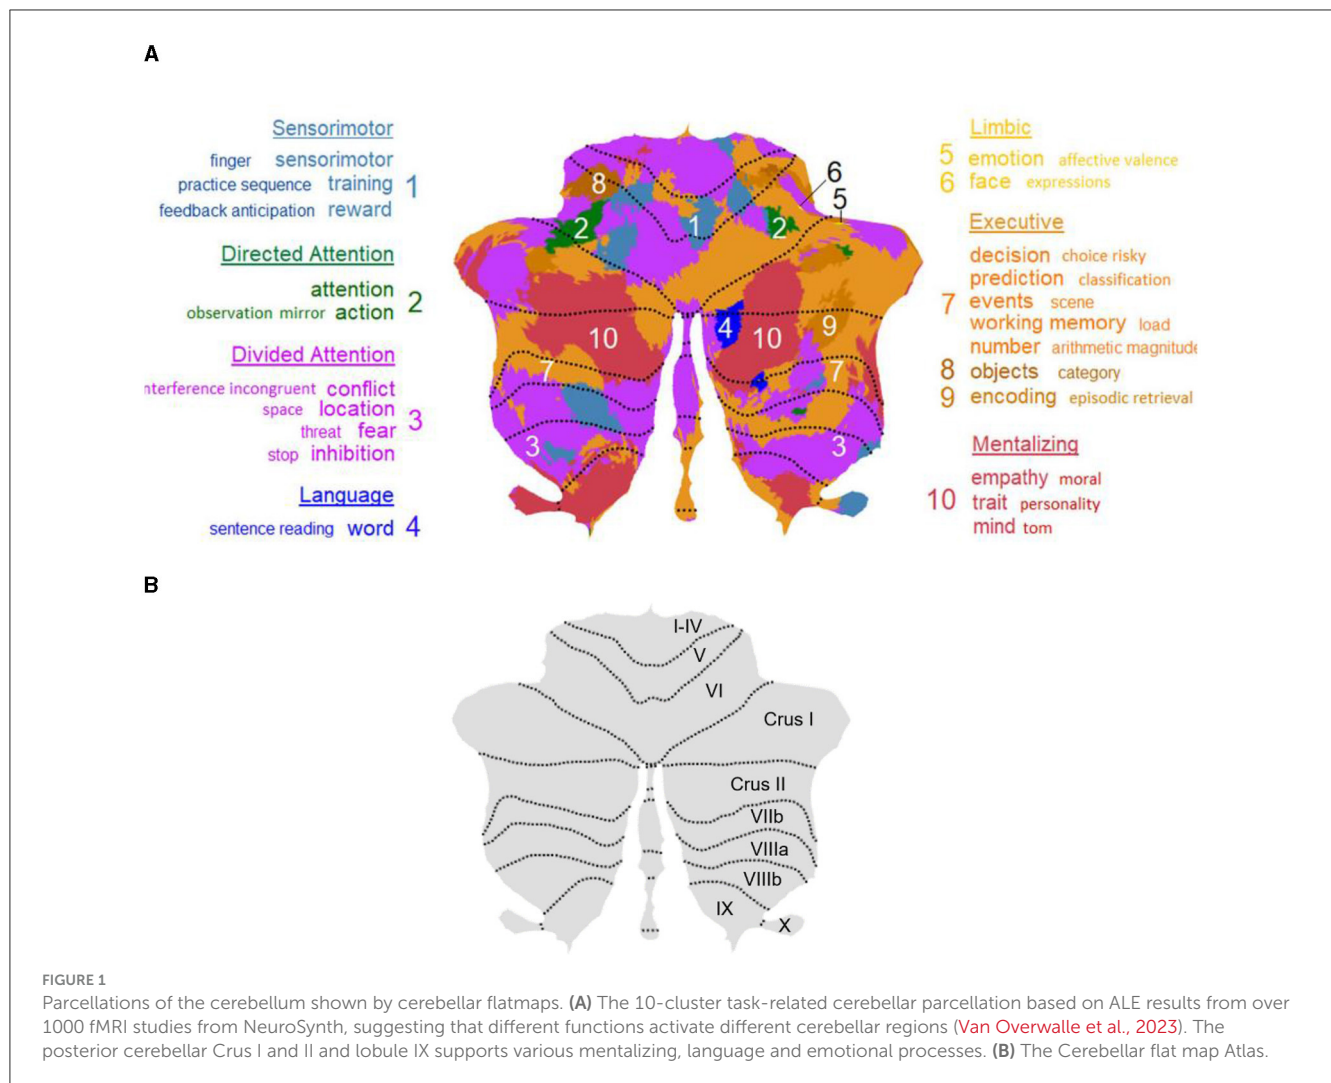 A
Sensorimotor
finger sensorimotor
practice sequence training 1
feedback anticipation reward
Directed Attention
attention
observation mirror action 2
Divided Attention
nterference incongruent conflict
space location 3
threat fear
stop inhibition
Language
sentence reading word 4
8
2
1
2
6
5
10
4
10
9
7
7
3
3
Limbic
5 emotion affective valence
6 face expressions
Executive
decision choice risky
prediction classification
7 events scene
working memory load
number arithmetic magnitude
8 objects category
9 encoding episodic retrieval
Mentalizing
empathy moral
10 trait personality
mind tom
B
I-IV
V
VI
Crus I
Crus II
VIIb
VIIIa
VIIIb
IX
X
FIGURE 1
Parcellations of the cerebellum shown by cerebellar flatmaps. (A) The 10-cluster task-related cerebellar parcellation based on ALE results from over
1000 fMRI studies from NeuroSynth, suggesting that different functions activate different cerebellar regions (Van Overwalle et al., 2023). The
posterior cerebellar Crus I and II and lobule IX supports various mentalizing, language and emotional processes. (B) The Cerebellar flat map Atlas.